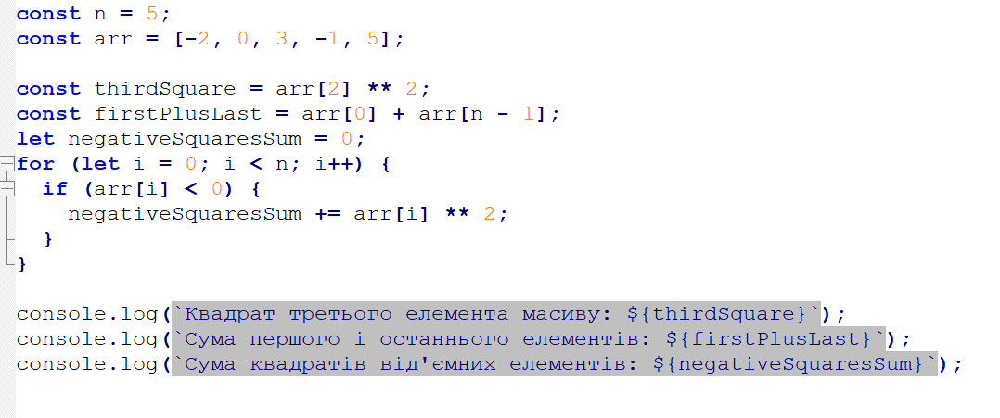 const n = 5;
const arr = [-2, 0, 3, -1, 5];
const thirdSquare = arr[2] ** 2;
const firstPlusLast = arr[0] + arr[n - 1];
let negativeSquaresSum = 0;
for (let i = 0; i < n; i++) {
  if (arr[i] < 0) {
    negativeSquaresSum += arr[i] ** 2;
  }
}
console.log(`Квадрат третього елемента масиву: ${thirdSquare}`);
console.log(`Сума першого і останнього елементів: ${firstPlusLast}`);
console.log(`Сума квадратів від'ємних елементів: ${negativeSquaresSum}`);